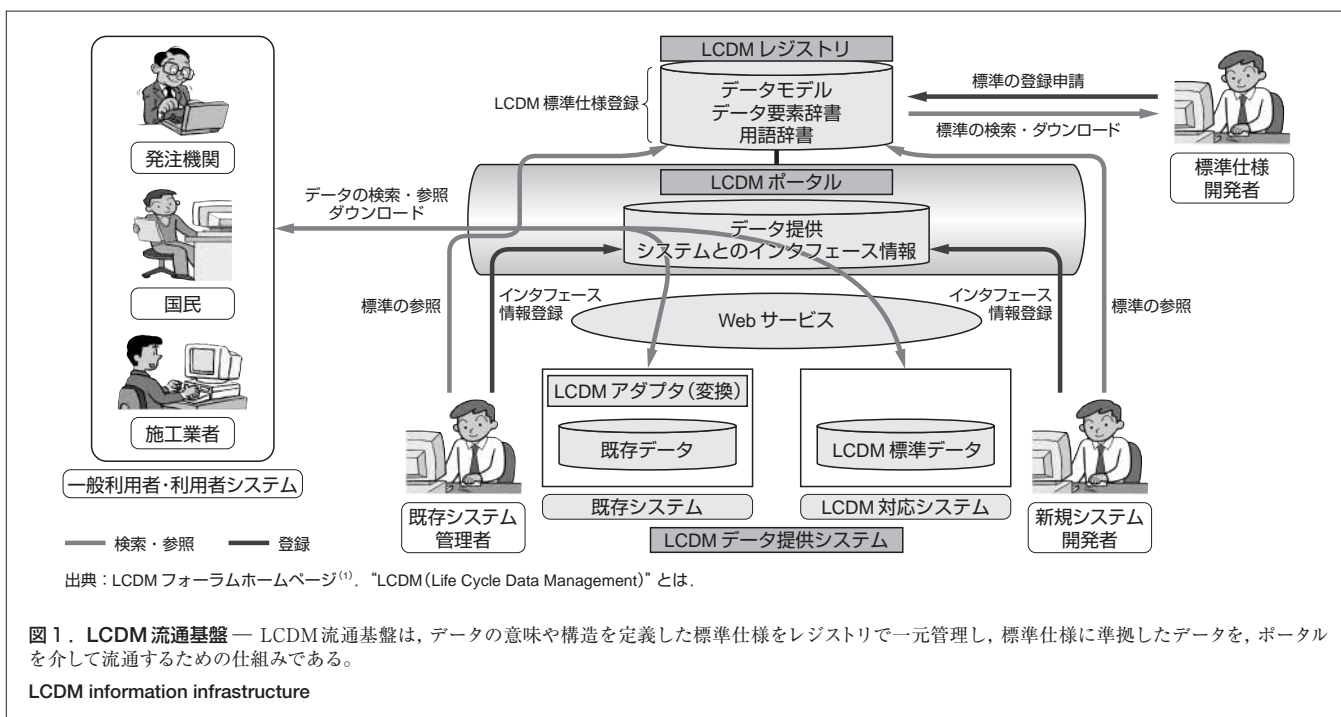 LCDM レジストリ
データモデル
データ要素辞書
用語辞書
LCDM 標準仕様登録
標準の登録申請
標準の検索・ダウンロード
標準仕様
開発者
発注機関
国民
施工業者
一般利用者・利用者システム
データの検索・参照
ダウンロード
LCDM ポータル
データ提供
システムとのインタフェース情報
標準の参照
インタフェース
情報登録
Web サービス
インタフェース
情報登録
標準の参照
LCDM アダプタ(変換)
既存データ
既存システム
LCDM 標準データ
LCDM 対応システム
既存システム
管理者
新規システム
開発者
LCDM データ提供システム
検索・参照
登録
出典:LCDM フォーラムホームページ(1). “LCDM(Life Cycle Data Management)” とは.
図1. LCDM 流通基盤 — LCDM流通基盤は,データの意味や構造を定義した標準仕様をレジストリで一元管理し,標準仕様に準拠したデータを,ポータル
を介して流通するための仕組みである。
LCDM information infrastructure